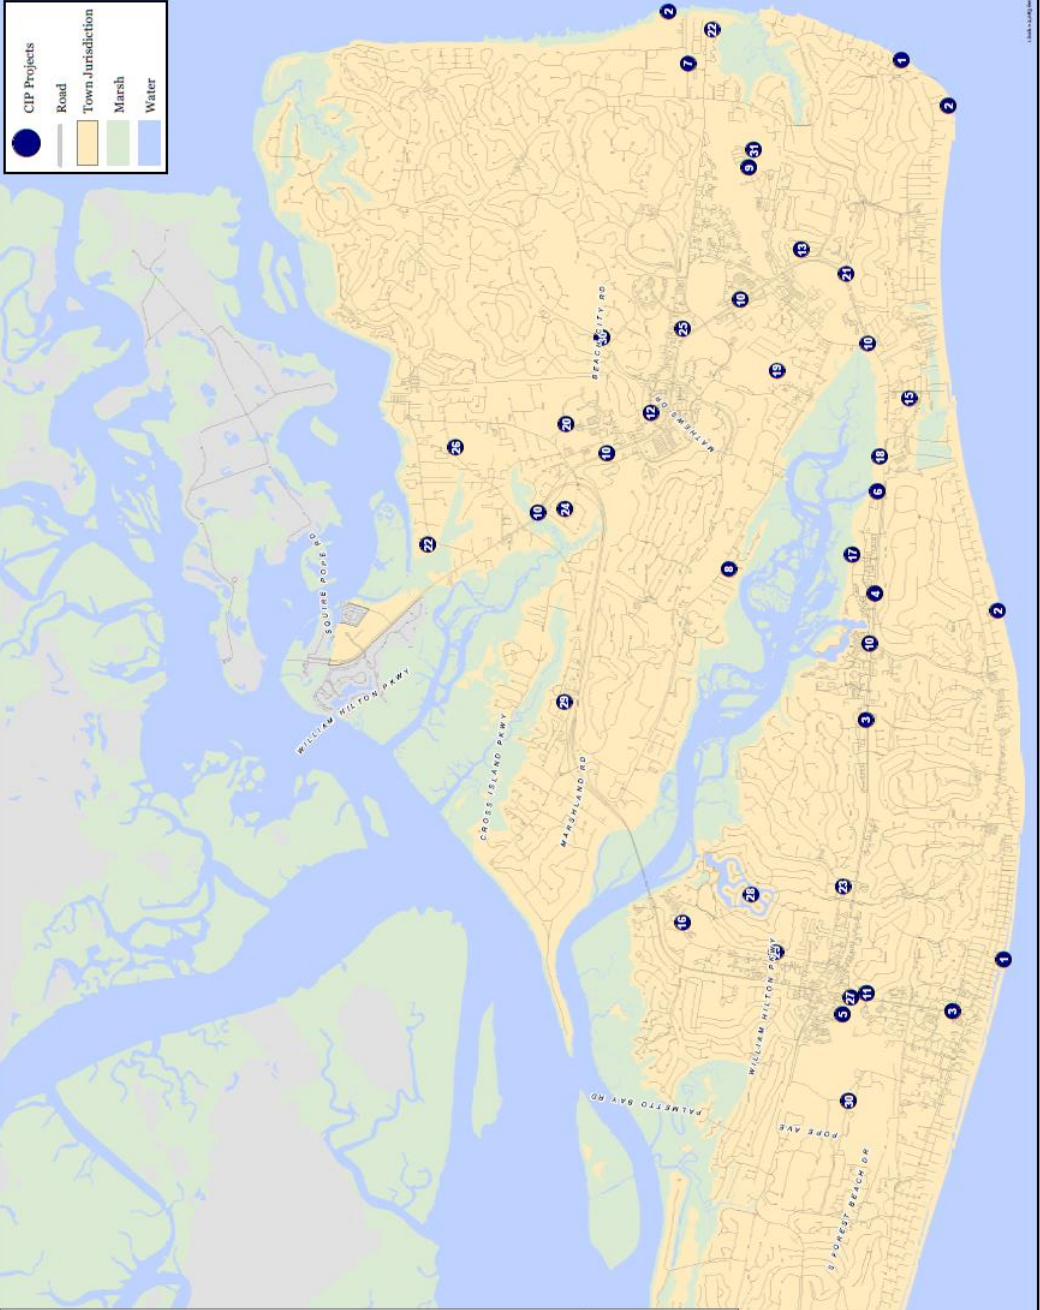 CIP Projects
Road
Town Jurisdiction
Marsh
Water
2
22
7
1
2
31
9
13
21
10
25
BEACH CITY RD
10
19
15
12
MATHEWS DR
20
26
10
18
6
24
10
22
17
8
4
2
SQUIRE POPE RD
10
WILLIAM HILTON PKWY
29
3
CROSS ISLAND PKWY
MARSHLAND RD
23
28
16
WILLIAM HILTON PKWY
1
11
27
5
3
PALMETTO BAY RD
30
POPE AVE
S FOREST BEACH DR